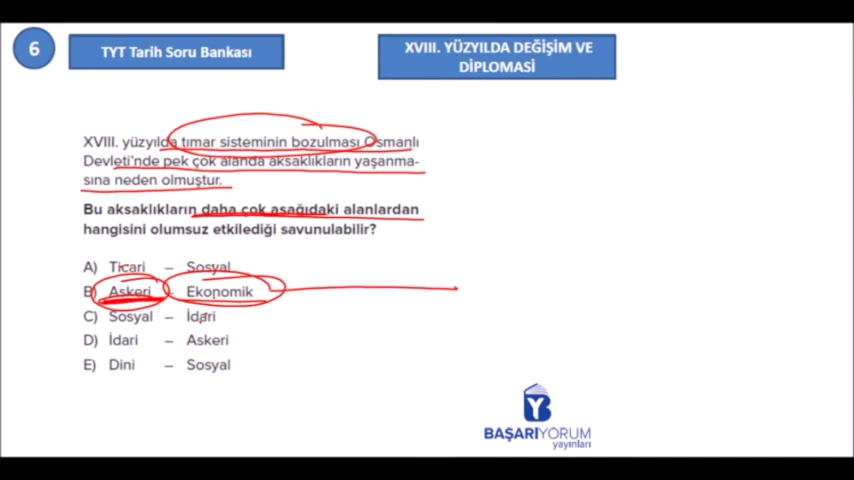 6
TYT Tarih Soru Bankası
XVIII. YÜZYILDA DEĞİŞİM VE
DİPLOMASİ
XVIII. yüzyılda tımar sisteminin bozulması Osmanlı
Devleti'nde pek çok alanda aksaklıkların yaşanma-
sına neden olmuştur.
Bu aksaklıkların daha çok aşağıdaki alanlardan
hangisini olumsuz etkilediği savunulabilir?
A) Ticari – Sosyal
B) Askeri – Ekonomik
C) Sosyal – İdari
D) İdari – Askeri
E) Dini – Sosyal
BAŞARIYORUM
yayınları